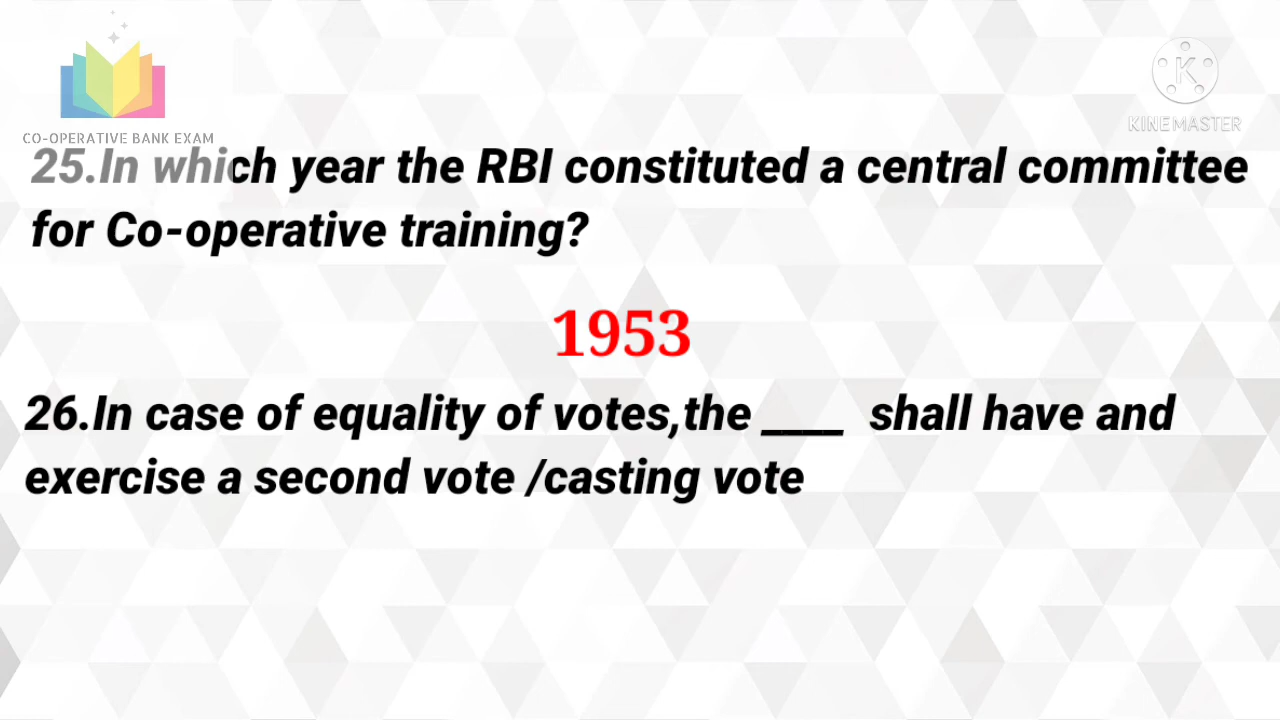 CO-OPERATIVE BANK EXAM
K
KINEMASTER
25.In which year the RBI constituted a central committee
for Co-operative training?
1953
26.In case of equality of votes,the ____ shall have and
exercise a second vote /casting vote